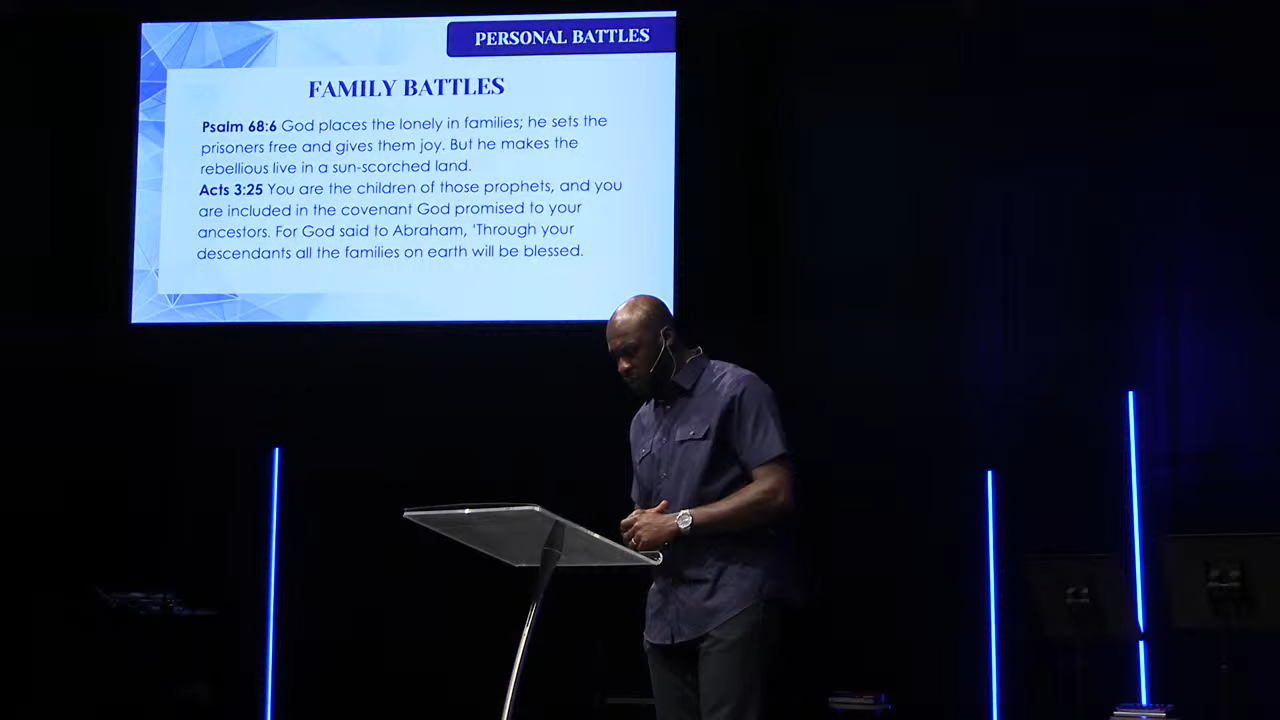 PERSONAL BATTLES
FAMILY BATTLES
Psalm 68:6 God places the lonely in families; he sets the
prisoners free and gives them joy. But he makes the
rebellious live in a sun-scorched land.
Acts 3:25 You are the children of those prophets, and you
are included in the covenant God promised to your
ancestors. For God said to Abraham, 'Through your
descendants all the families on earth will be blessed.